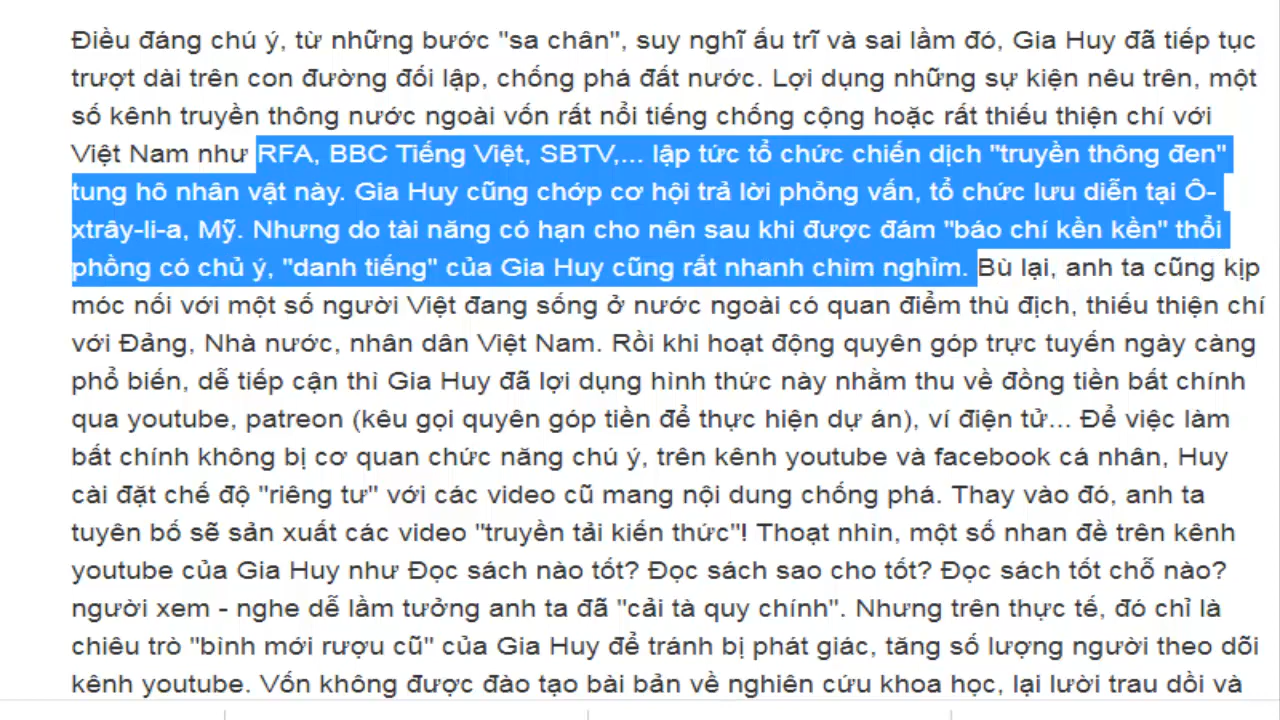 Điều đáng chú ý, từ những bước "sa chân", suy nghĩ ấu trĩ và sai lầm đó, Gia Huy đã tiếp tục
trượt dài trên con đường đối lập, chống phá đất nước. Lợi dụng những sự kiện nêu trên, một
số kênh truyền thông nước ngoài vốn rất nổi tiếng chống cộng hoặc rất thiếu thiện chí với
Việt Nam như RFA, BBC Tiếng Việt, SBTV,... lập tức tổ chức chiến dịch "truyền thông đen"
tung hô nhân vật này. Gia Huy cũng chớp cơ hội trả lời phỏng vấn, tổ chức lưu diễn tại Ô-
xtrây-li-a, Mỹ. Nhưng do tài năng có hạn cho nên sau khi được đám "báo chí kền kền" thổi
phồng có chủ ý, "danh tiếng" của Gia Huy cũng rất nhanh chìm nghỉm. Bù lại, anh ta cũng kịp
móc nối với một số người Việt đang sống ở nước ngoài có quan điểm thù địch, thiếu thiện chí
với Đảng, Nhà nước, nhân dân Việt Nam. Rồi khi hoạt động quyên góp trực tuyến ngày càng
phổ biến, dễ tiếp cận thì Gia Huy đã lợi dụng hình thức này nhằm thu về đồng tiền bất chính
qua youtube, patreon (kêu gọi quyên góp tiền để thực hiện dự án), ví điện tử... Để việc làm
bất chính không bị cơ quan chức năng chú ý, trên kênh youtube và facebook cá nhân, Huy
cài đặt chế độ "riêng tư" với các video cũ mang nội dung chống phá. Thay vào đó, anh ta
tuyên bố sẽ sản xuất các video "truyền tải kiến thức"! Thoạt nhìn, một số nhan đề trên kênh
youtube của Gia Huy như Đọc sách nào tốt? Đọc sách sao cho tốt? Đọc sách tốt chỗ nào?
người xem - nghe dễ lầm tưởng anh ta đã "cải tà quy chính". Nhưng trên thực tế, đó chỉ là
chiêu trò "bình mới rượu cũ" của Gia Huy để tránh bị phát giác, tăng số lượng người theo dõi
kênh youtube. Vốn không được đào tạo bài bản về nghiên cứu khoa học, lại lười trau dồi và